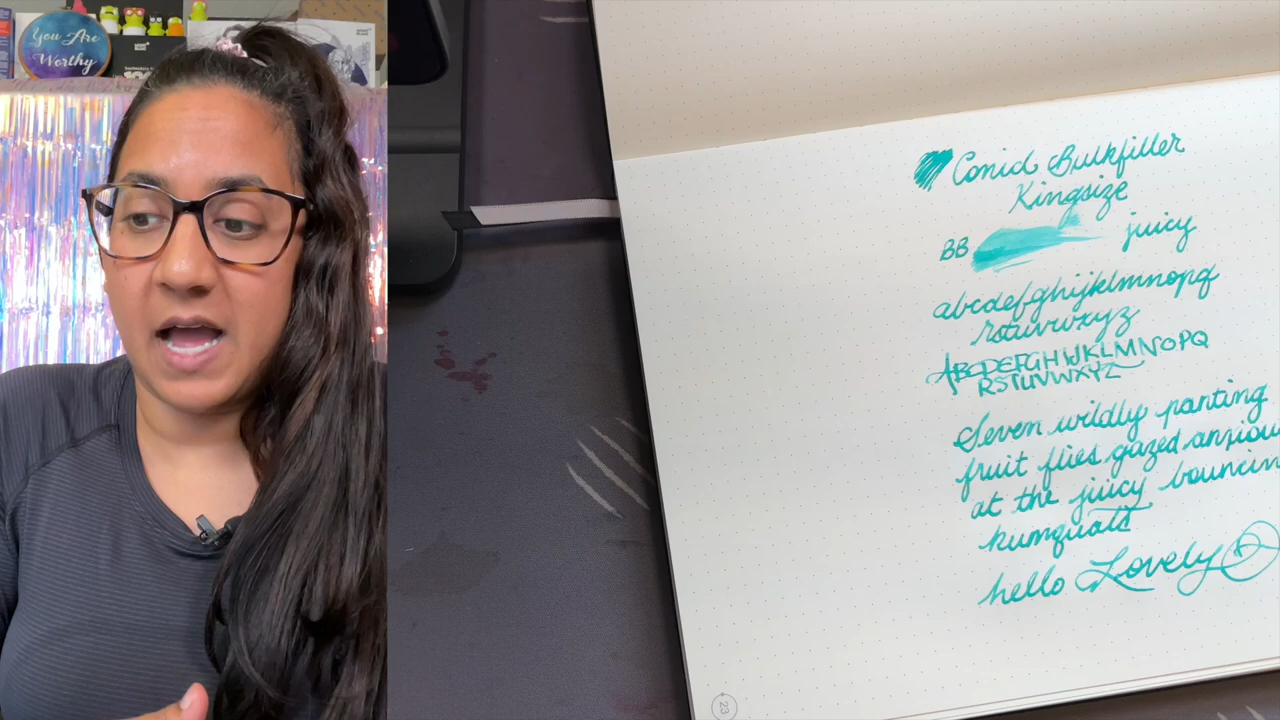 You Are
Worthy
Conid Bulkfiller
Kingsize
BB juicy
abcdefghijklmnopq
rstuvwxyz
ABCDEFGHIJKLMNOPQ
RSTUVWXYZ
Seven wildly panting
fruit flies gazed anxiou
at the juicy bouncin
kumquats
hello Lovely
23